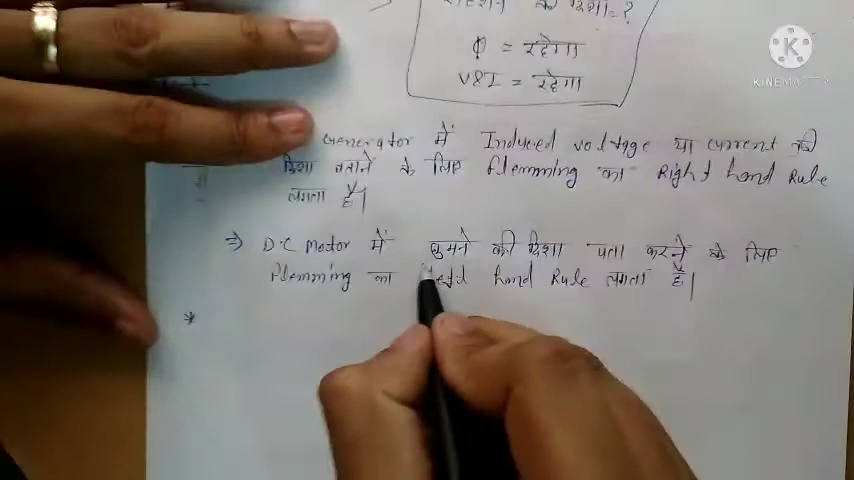 की दिशा = ?
φ = रहेगा
V&I = रहेगा
KINEMASTER
Generator में Induced voltage या current की
दिशा बताने के लिए flemming का Right hand Rule
लगता है।
⇒ D.C Motor में घुमने की दिशा पता करने के लिए
flemming का left hand Rule लगता है।
*